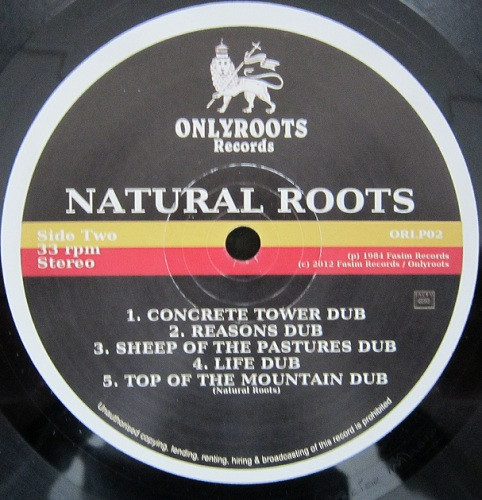 ONLYROOTS
Records
NATURAL ROOTS
Side Two
ORLP02
33 rpm
Stereo
(p) 1984 Fasim Records
(c) 2012 Fasim Records / Onlyroots
1. CONCRETE TOWER DUB
2. REASONS DUB
3. SHEEP OF THE PASTURES DUB
4. LIFE DUB
5. TOP OF THE MOUNTAIN DUB
(Natural Roots)
Unauthorised copying, lending, renting, hiring & broadcasting of this record is prohibited